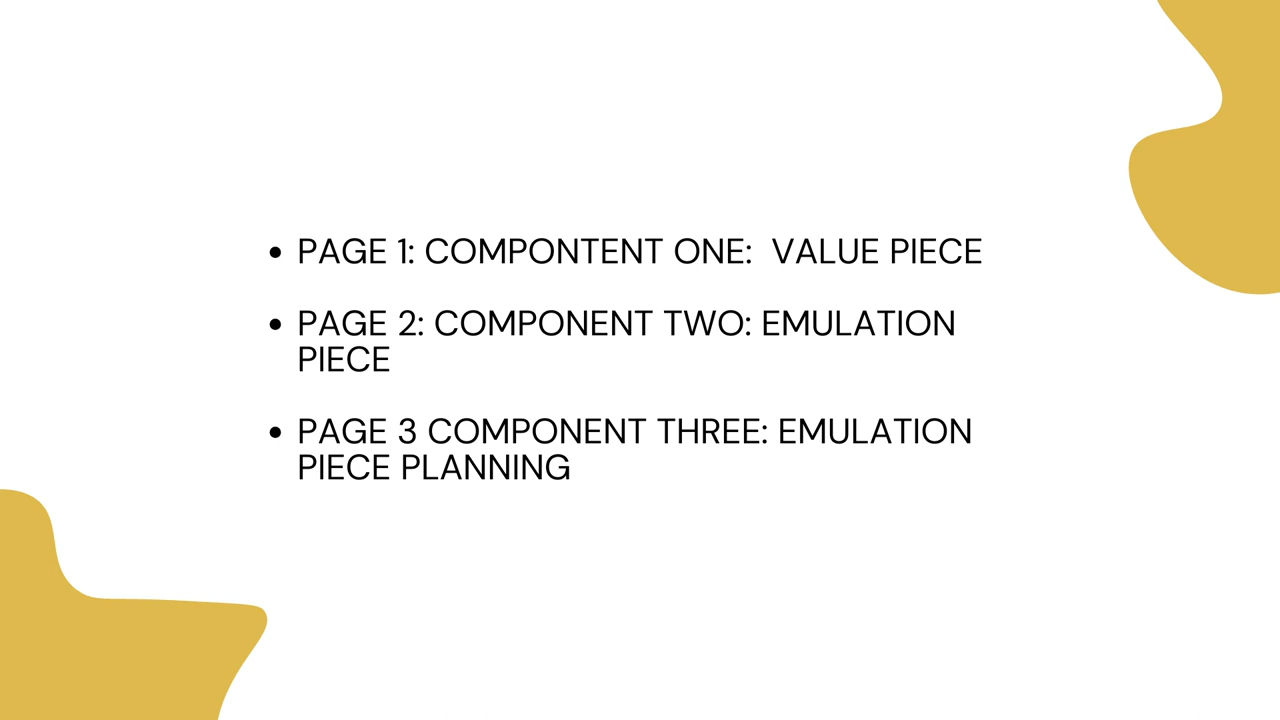 • PAGE 1: COMPONTENT ONE:  VALUE PIECE
• PAGE 2: COMPONENT TWO: EMULATION
PIECE
• PAGE 3 COMPONENT THREE: EMULATION
PIECE PLANNING